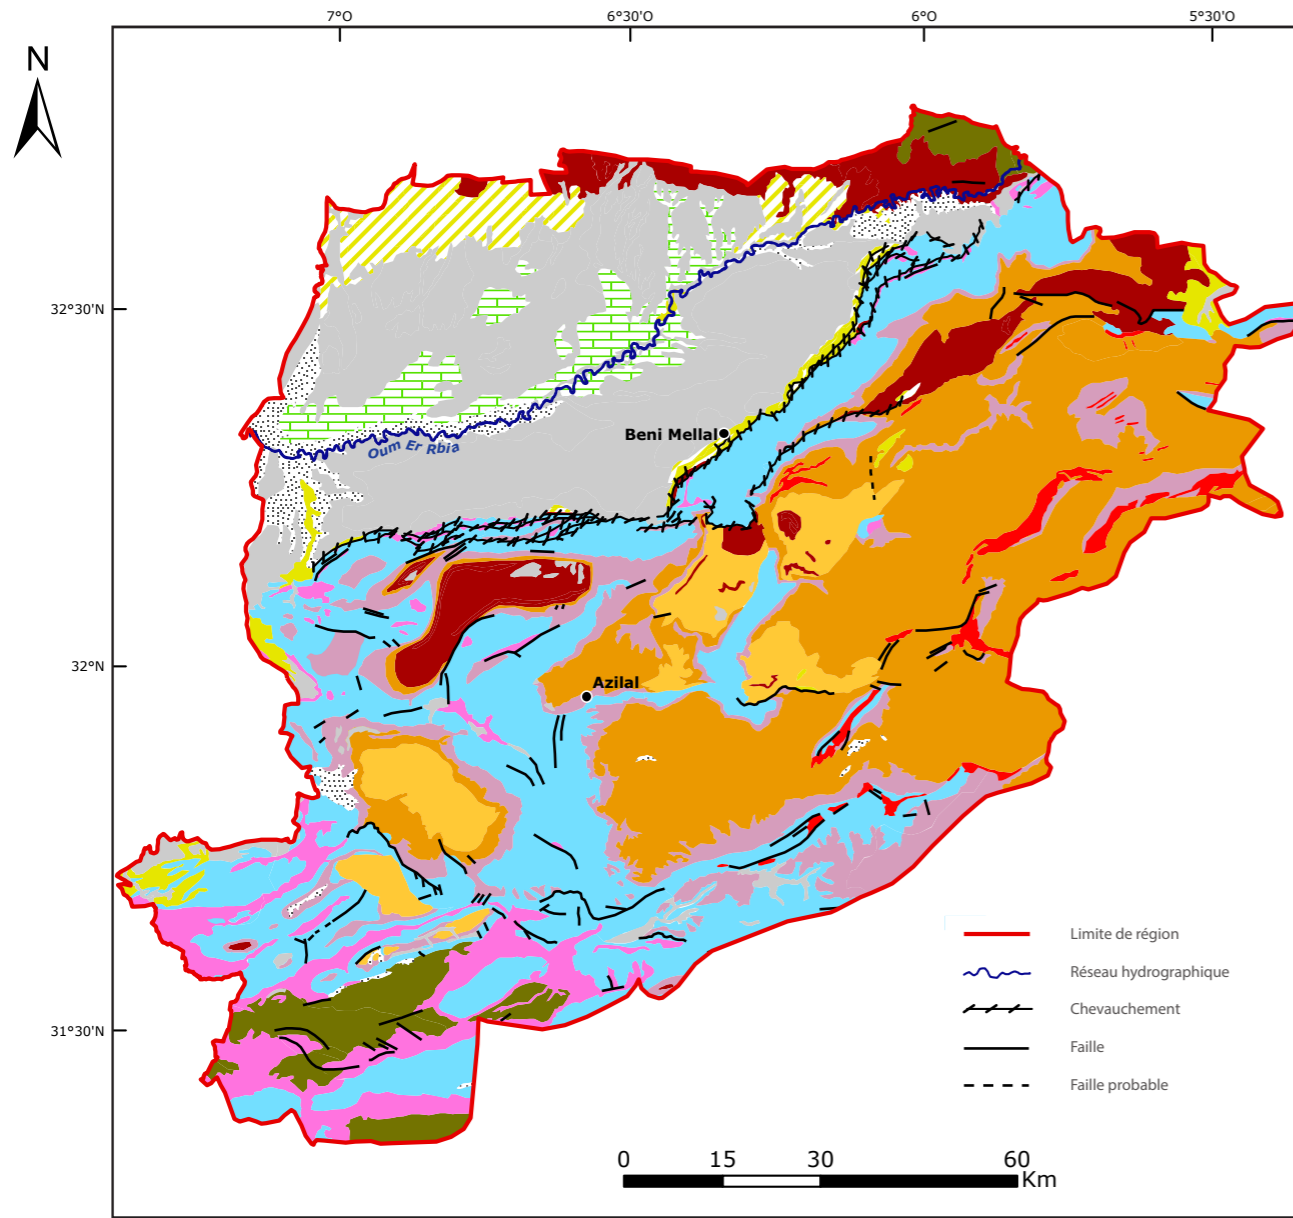 7°O 6°30'O 6°O 5°30'O
N
32°30'N
Beni Mellal
Oum Er Rbia
32°N
Azilal
31°30'N
Limite de région
Réseau hydrographique
Chevauchement
Faille
Faille probable
0 15 30 60
Km